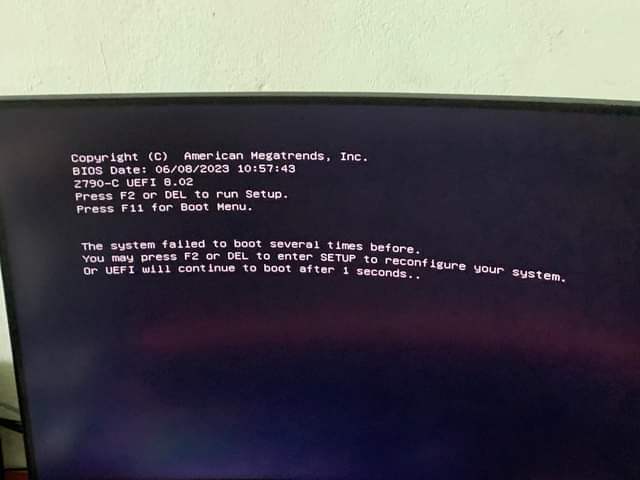 Copyright (C) American Megatrends, Inc.
BIOS Date: 06/08/2023 10:57:43
Z790-C UEFI 8.02
Press F2 or DEL to run Setup.
Press F11 for Boot Menu.
The system failed to boot several times before.
You may press F2 or DEL to enter SETUP to reconfigure your system.
Or UEFI will continue to boot after 1 seconds..